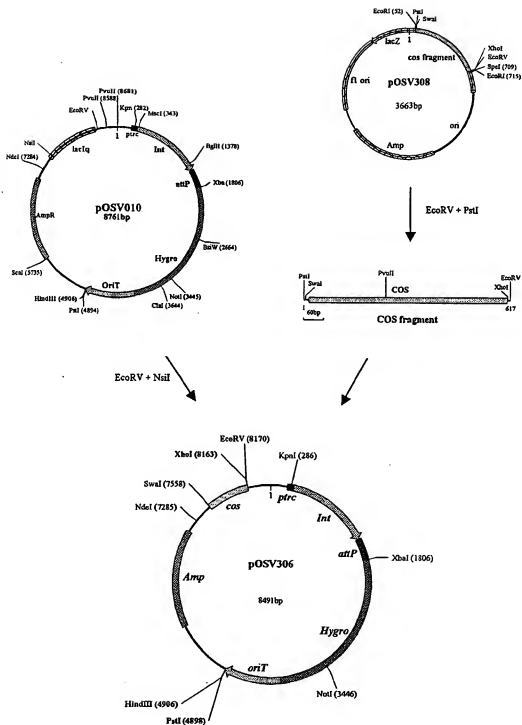 EcoRI (52)
PstI
SwaI
1
lacZ
cos fragment
XhoI
EcoRV
SpeI (709)
EcoRI (715)
f1 ori
pOSV308
3663bp
ori
Amp
PvuII (8681)
PvuII (8588)
Kpn (282)
MscI (343)
EcoRV
1
ptrc
Int
NsiI
lacIq
BglII (1378)
NdeI (7284)
attP
Xba (1806)
pOSV010
8761bp
AmpR
BsiW (2664)
Hygro
ScaI (5735)
OriT
NotI (3445)
HindIII (4906)
ClaI (3644)
PstI (4894)
EcoRV + PstI
PstI
SwaI
PvuII
COS
EcoRV
XhoI
1
617
60bp
COS fragment
EcoRV + NsiI
EcoRV (8170)
XhoI (8163)
KpnI (286)
SwaI (7558)
1
ptrc
NdeI (7285)
cos
Int
attP
XbaI (1806)
pOSV306
Amp
8491bp
Hygro
oriT
NotI (3446)
HindIII (4906)
PstI (4898)